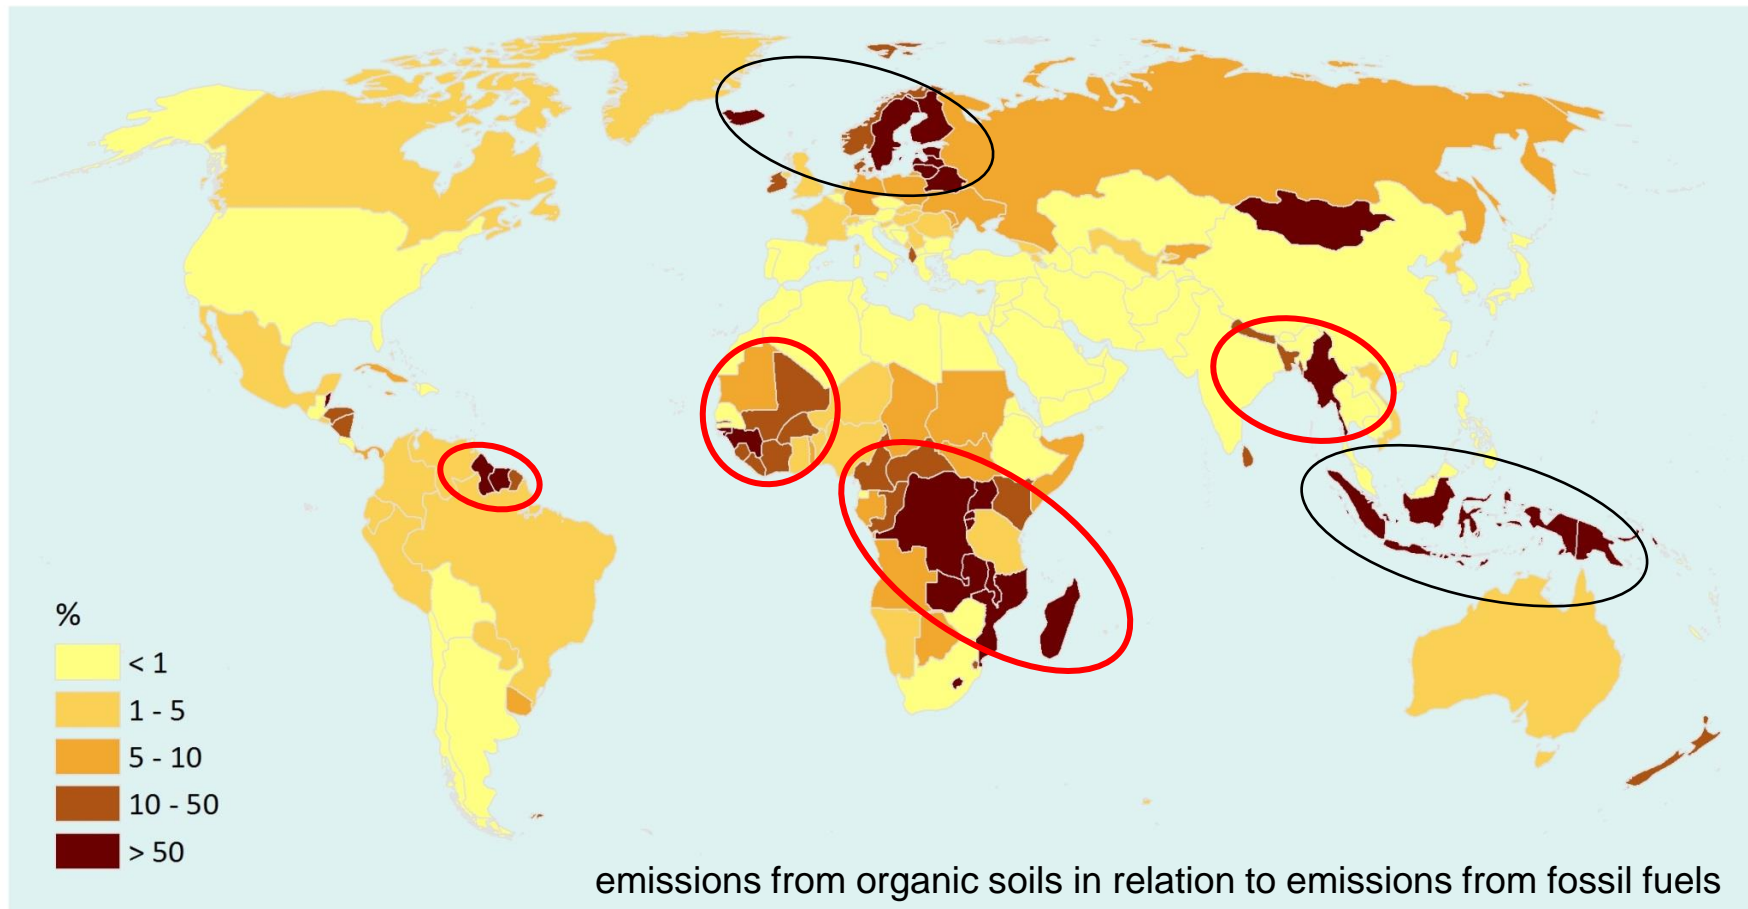 %
< 1
1 - 5
5 - 10
10 - 50
> 50
emissions from organic soils in relation to emissions from fossil fuels